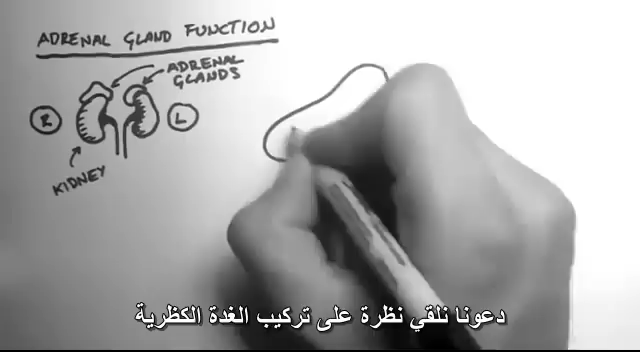 ADRENAL GLAND FUNCTION
ADRENAL
GLANDS
R
L
KIDNEY
دعونا نلقي نظرة على تركيب الغدة الكظرية